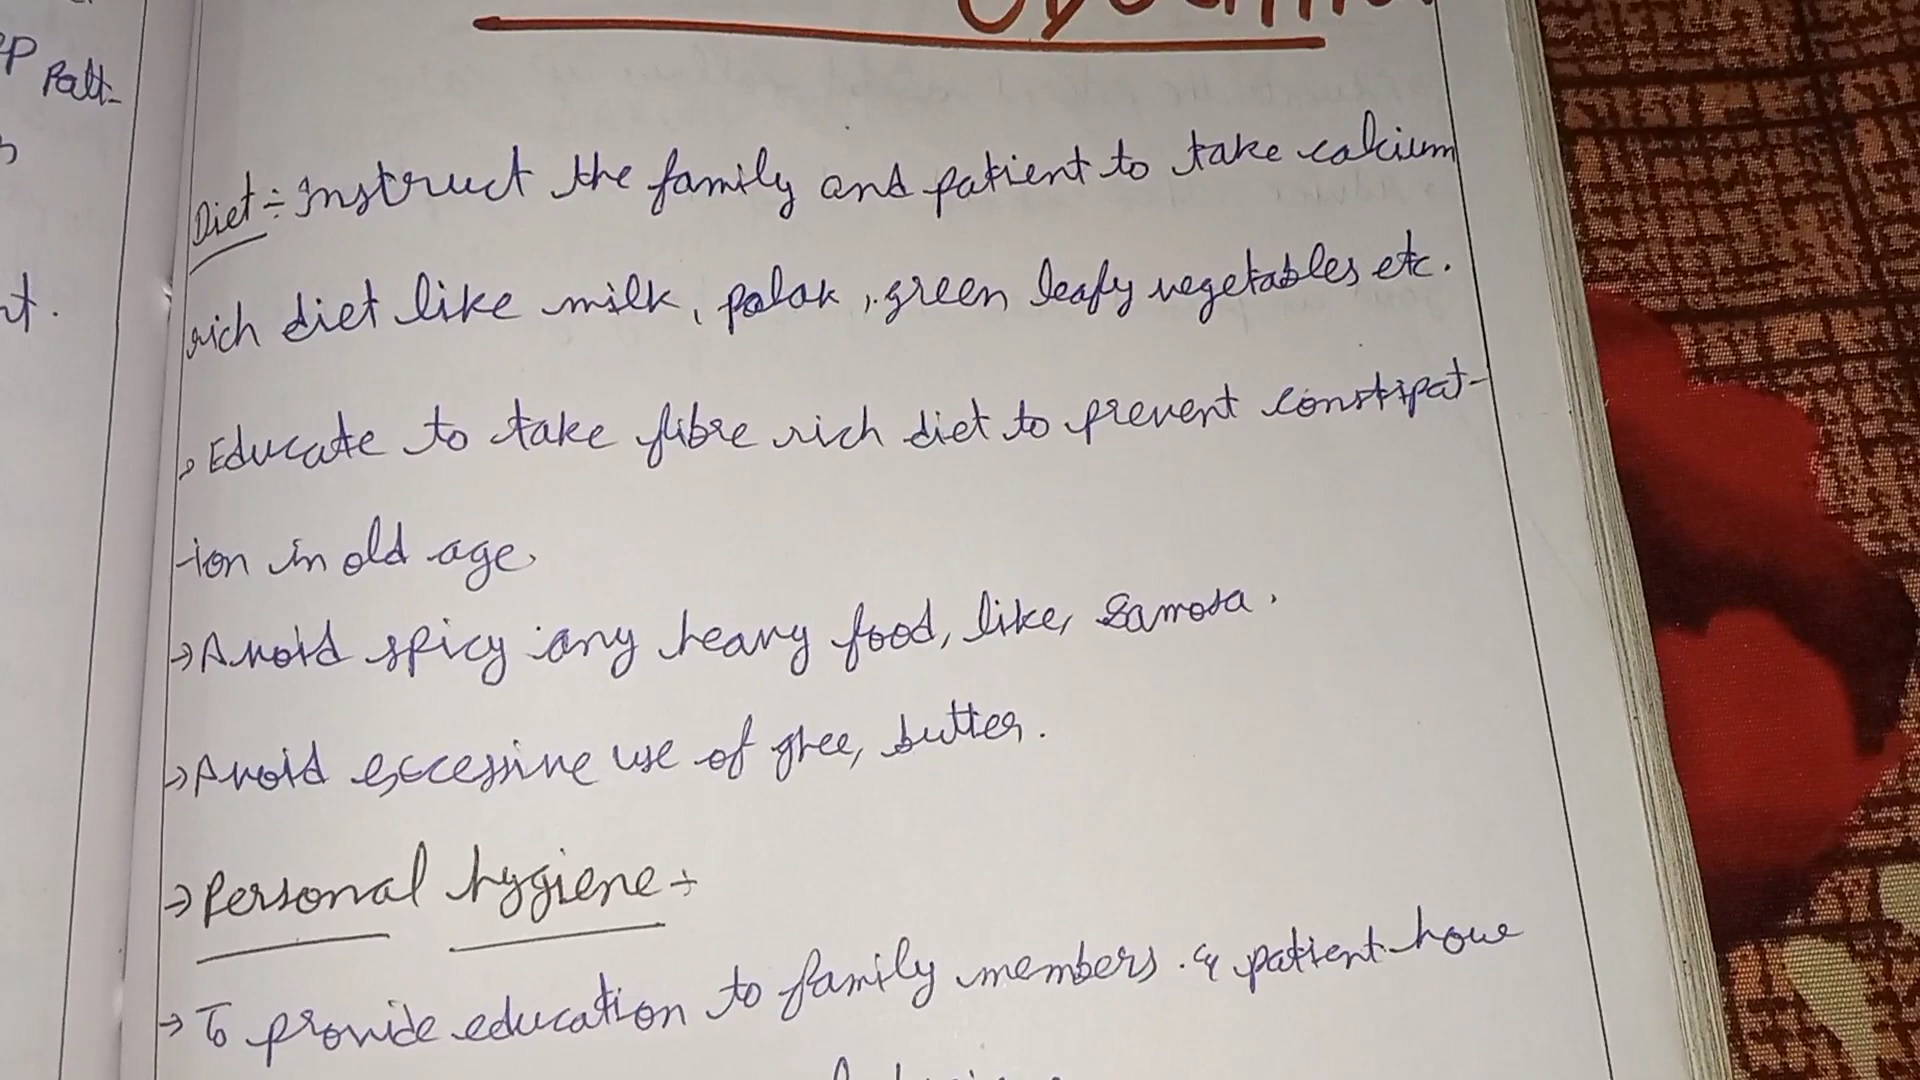 Patt-
Diet÷ Instruct the family and patient to take calcium
rich diet like milk, palak, green leafy vegetables etc.
→ Educate to take fibre rich diet to prevent constipat-
-ion in old age.
→ Avoid spicy any heavy food, like, Samosa.
→ Avoid excessive use of ghee, butter.
→ Personal hygiene ÷
→ To provide education to family members & patient how